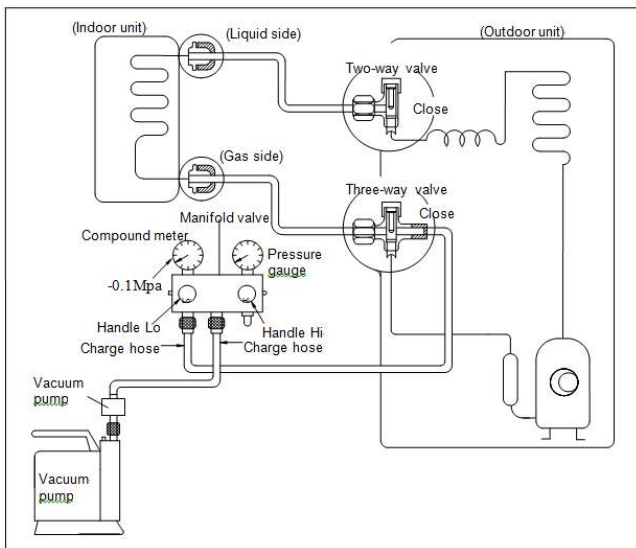 (Indoor unit)
(Liquid side)
(Outdoor unit)
Two-way valve
Close
(Gas side)
Three-way valve
Close
Manifold valve
Compound meter
Pressure
gauge
-0.1Mpa
Handle Lo
Handle Hi
Charge hose
Charge hose
Vacuum
pump
Vacuum
pump
Lo